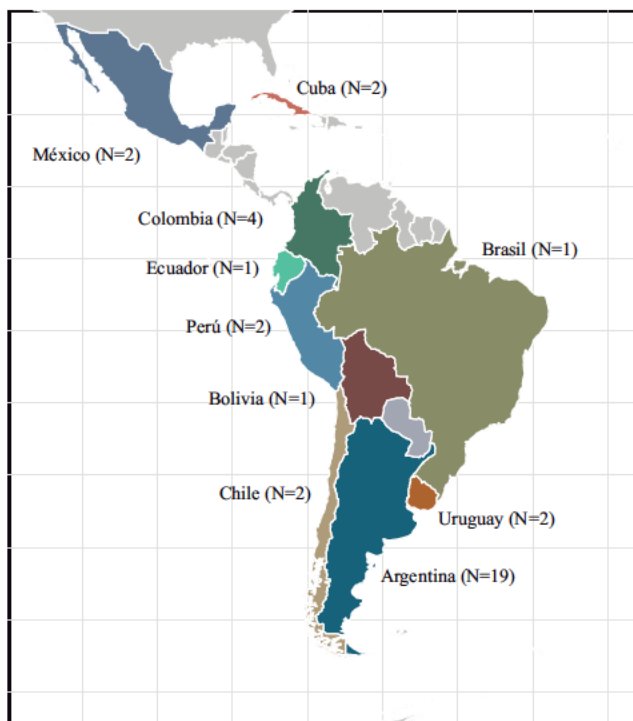 Cuba (N=2)
México (N=2)
Colombia (N=4)
Brasil (N=1)
Ecuador (N=1)
Perú (N=2)
Bolivia (N=1)
Chile (N=2)
Uruguay (N=2)
Argentina (N=19)